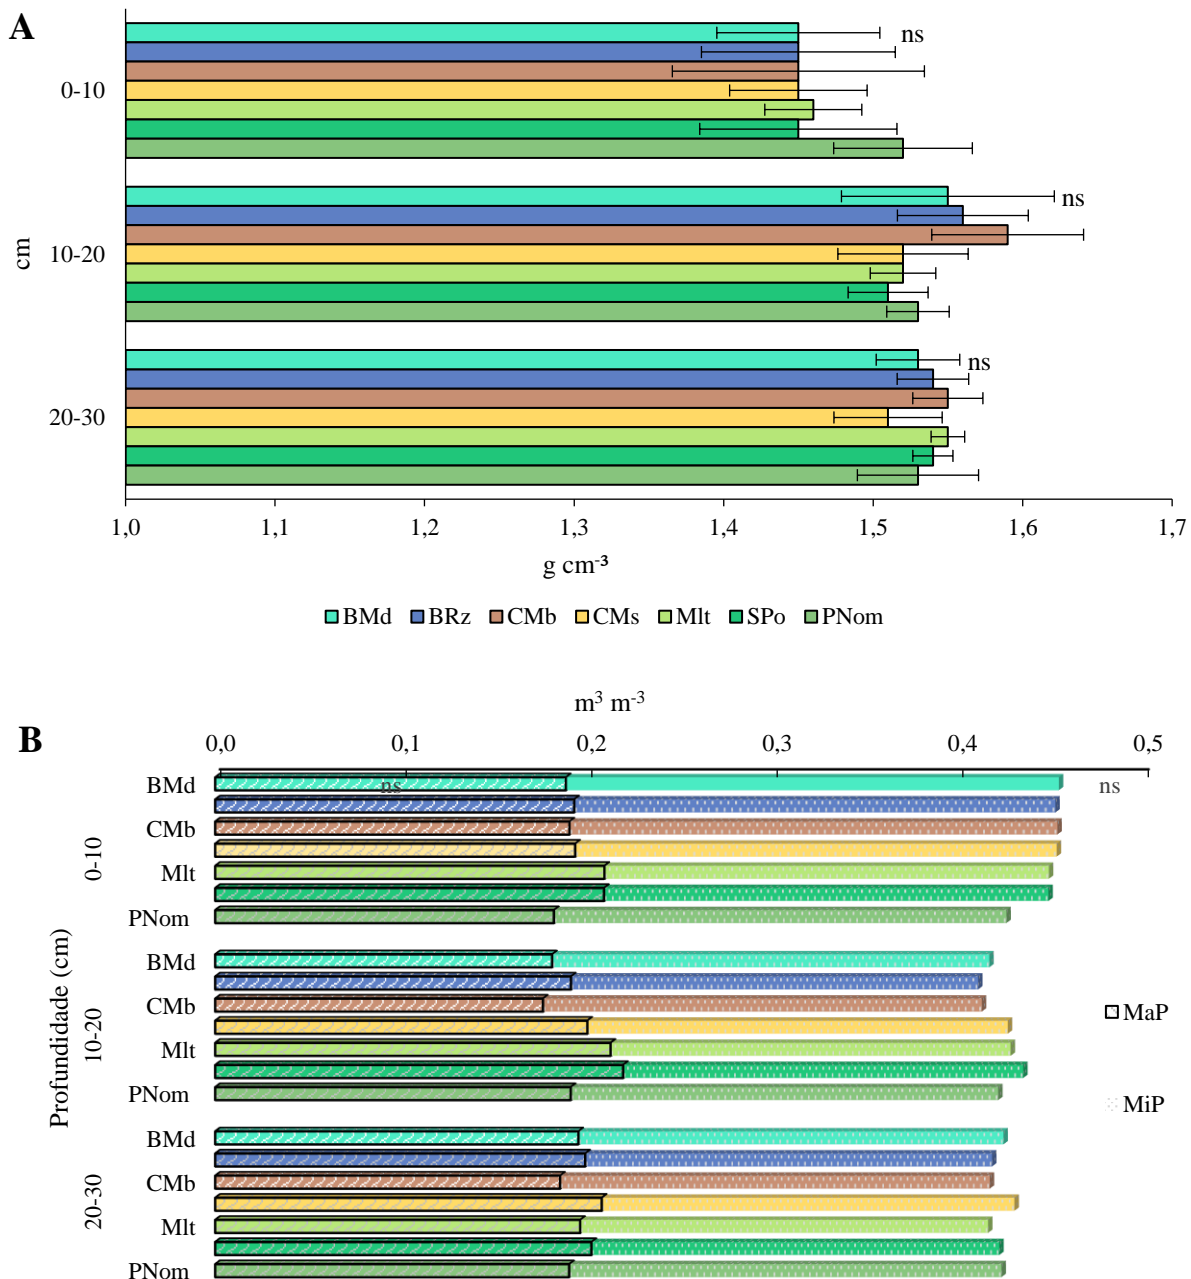 A
ns
0-10
ns
cm
10-20
ns
20-30
1,0 1,1 1,2 1,3 1,4 1,5 1,6 1,7
g cm⁻³
BMd BRz CMb CMs Mlt SPo PNom
m³ m⁻³
B
0,0 0,1 0,2 0,3 0,4 0,5
BMd
ns ns
CMb
0-10
Mlt
PNom
BMd
CMb
MaP
Profundidade (cm)
10-20
Mlt
PNom
MiP
BMd
CMb
20-30
Mlt
PNom